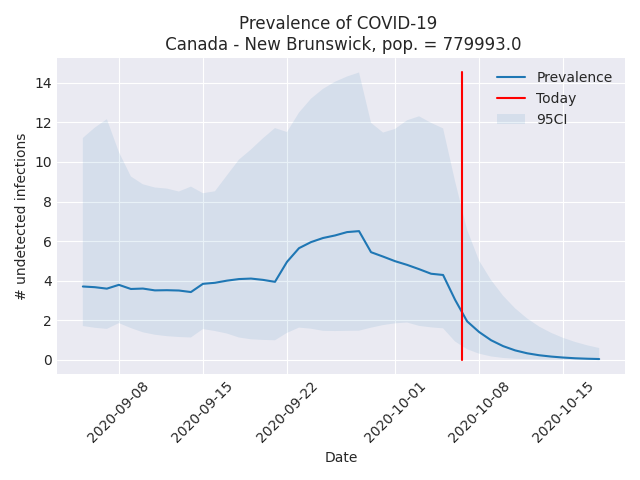 Prevalence of COVID-19
Canada - New Brunswick, pop. = 779993.0
14
12
10
8
6
4
2
0
# undetected infections
Prevalence
Today
95CI
2020-09-08
2020-09-15
2020-09-22
2020-10-01
2020-10-08
2020-10-15
Date